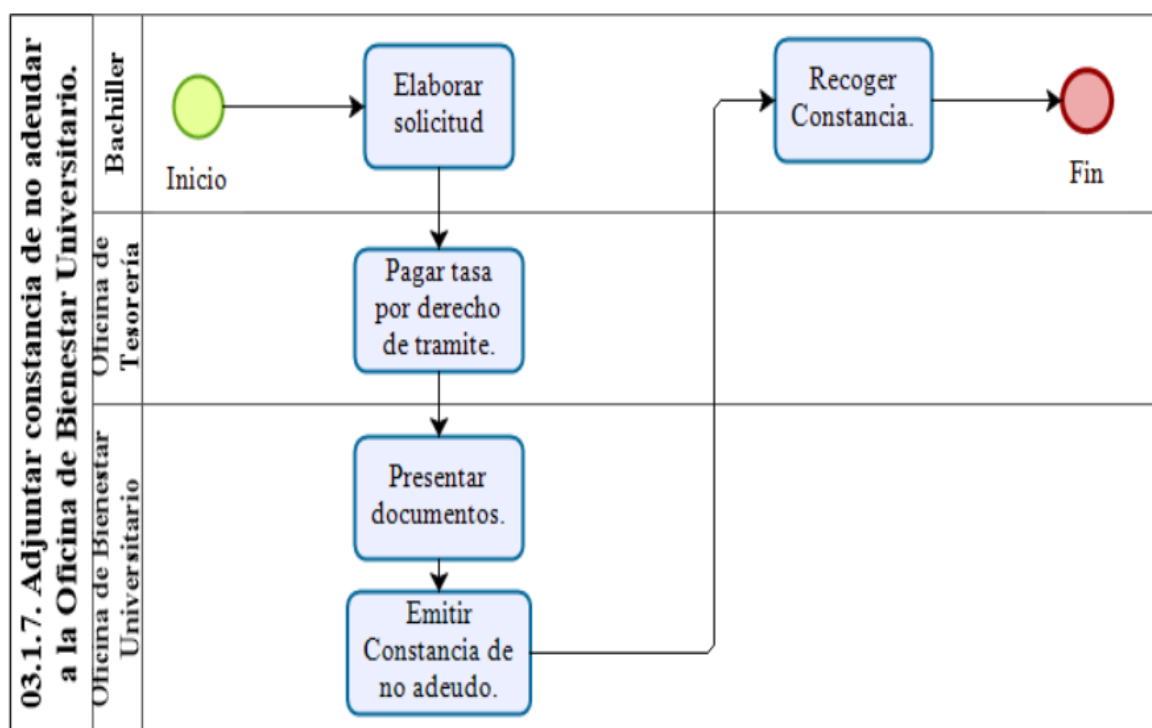 03.1.7. Adjuntar constancia de no adeudar
a la Oficina de Bienestar Universitario.
Bachiller
Inicio
Elaborar
solicitud
Recoger
Constancia.
Fin
Oficina de
Tesorería
Pagar tasa
por derecho
de tramite.
Oficina de Bienestar
Universitario
Presentar
documentos.
Emitir
Constancia de
no adeudo.